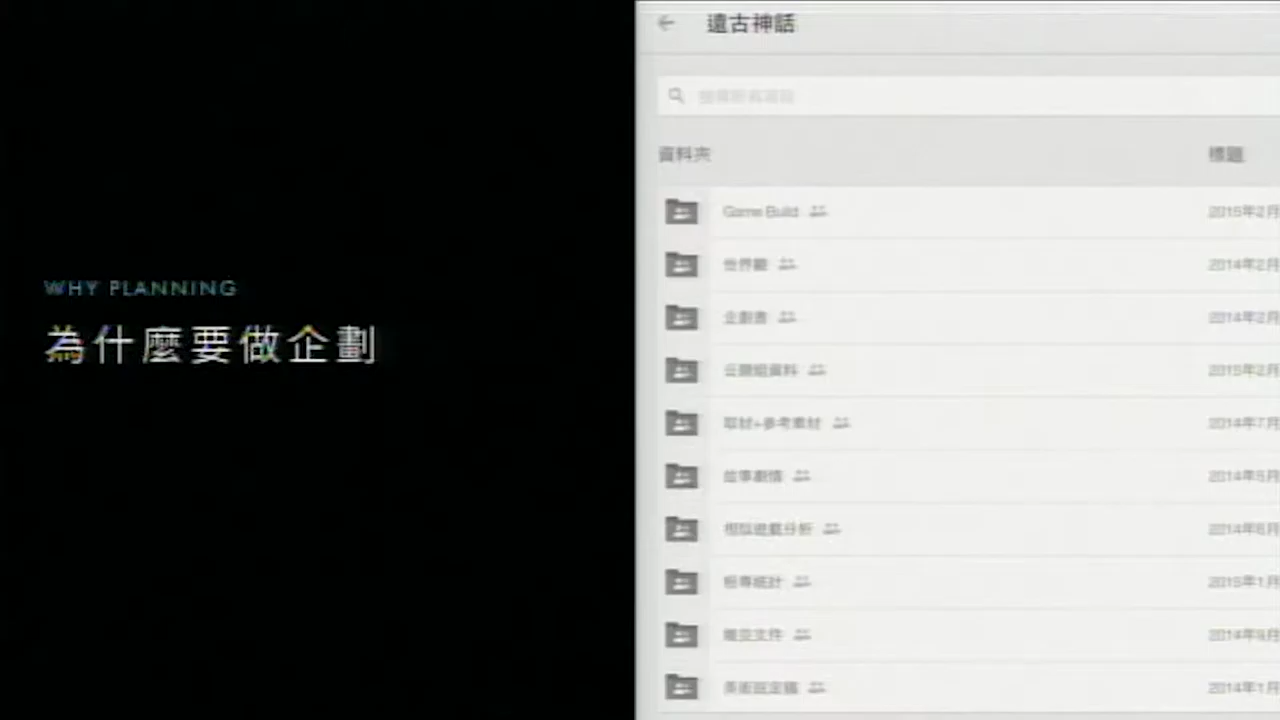 WHY PLANNING
為什麼要做企劃
遠古神話
資料夾
標題
Game Build
2015年2月
世界觀
2014年2月
企劃書
2014年2月
2015年2月
取材+參考素材
2014年7月
故事劇情
2014年5月
相似遊戲分析
2014年6月
2015年1月
繳交文件
2014年9月
美術設定
2014年1月